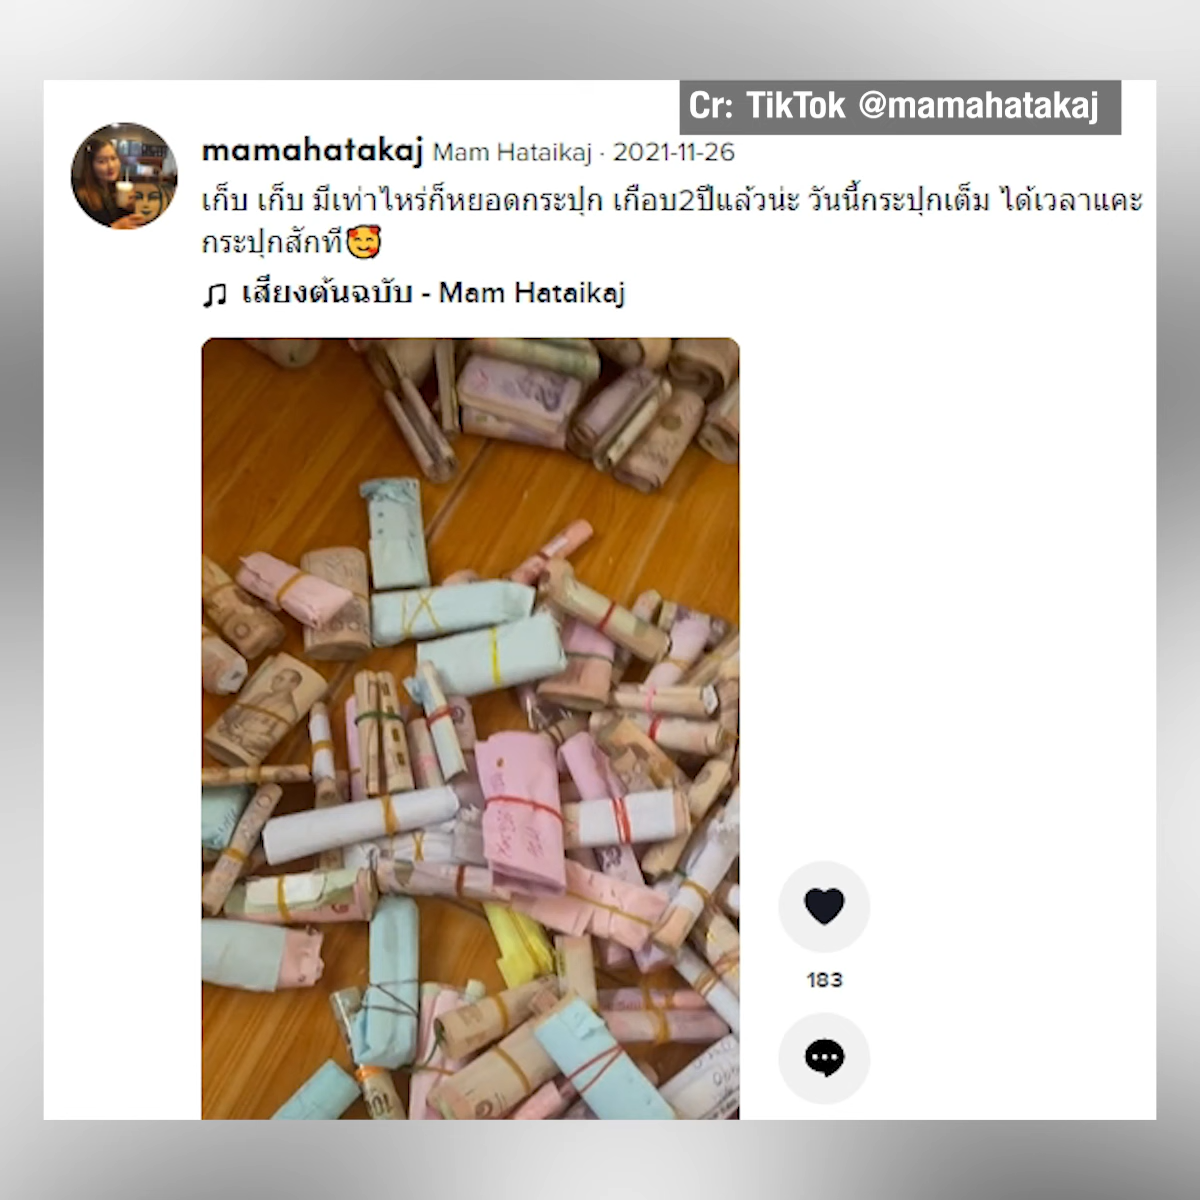 Cr: TikTok @mamahatakaj
mamahatakaj Mam Hataikaj · 2021-11-26
เก็บ เก็บ มีเท่าไหร่ก็หยอดกระปุก เกือบ2ปีแล้วน่ะ วันนี้กระปุกเต็ม ได้เวลาแคะ
กระปุกสักที🥰
♫ เสียงต้นฉบับ - Mam Hataikaj
183